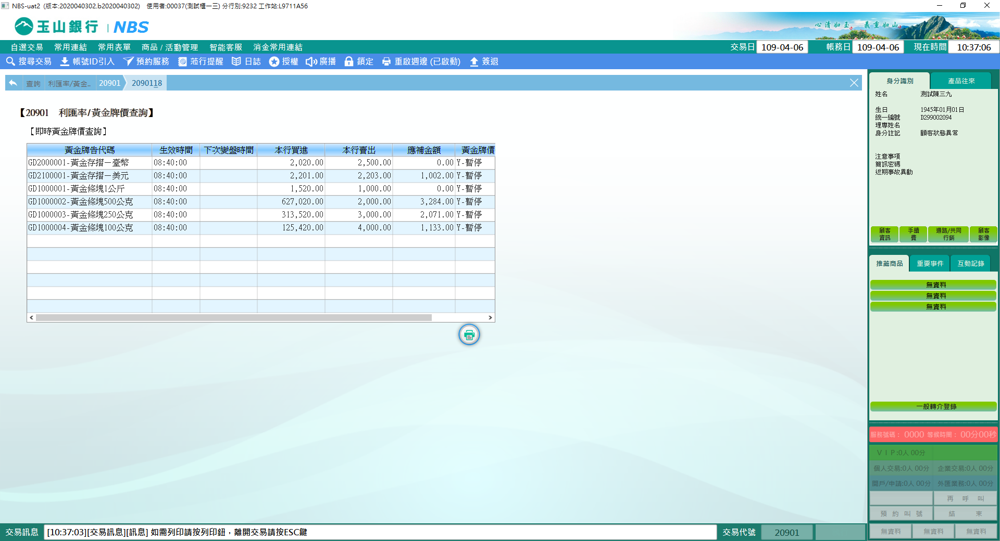 NBS-uat2 (版本:2020040302.b2020040302) 使用者:00037(測試櫃一三) 分行別:9232 工作站:L9711A56
玉山銀行 | NBS
心清如玉 義重如山
自選交易 常用連結 常用表單 商品 / 活動管理 智能客服 消金常用連結 交易日 109-04-06 帳務日 109-04-06 現在時間 10:37:06
搜尋交易 帳號ID引入 預約服務 蒞行提醒 日誌 授權 廣播 鎖定 重啟週邊 (已啟動) 簽退
查詢 利匯率/黃金.. 20901 2090118
【20901 利匯率/黃金牌價查詢】
【即時黃金牌價查詢】
黃金牌告代碼 生效時間 下次變盤時間 本行買進 本行賣出 應補金額 黃金牌價
GD2000001-黃金存摺－臺幣 08:40:00 2,020.00 2,500.00 0.00 Y-暫停
GD2100001-黃金存摺－美元 08:40:00 2,201.00 2,203.00 1,002.00 Y-暫停
GD1000001-黃金條塊1公斤 08:40:00 1,520.00 1,000.00 0.00 Y-暫停
GD1000002-黃金條塊500公克 08:40:00 627,020.00 2,000.00 3,284.00 Y-暫停
GD1000003-黃金條塊250公克 08:40:00 313,520.00 3,000.00 2,071.00 Y-暫停
GD1000004-黃金條塊100公克 08:40:00 125,420.00 4,000.00 1,133.00 Y-暫停
身分識別 產品往來
姓名 測試陳三九
生日 1945年01月01日
統一編號 D299002094
理專姓名
身分註記 顧客狀態異常
注意事項
簡訊密碼
近期事故異動
顧客資訊 手續費 通路/共同行銷 顧客影像
推薦商品 重要事件 互動記錄
無資料
無資料
無資料
一般轉介登錄
服務號碼： 0000 等候時間： 00分00秒
ＶＩＰ:0人 00分
個人交易:0人 00分 企業交易:0人 00分
開戶/申請:0人 00分 外匯業務:0人 00分
再 呼 叫
預 約 叫 號 結 束
無資料 無資料 無資料
交易訊息 [10:37:03][交易訊息][訊息] 如需列印請按列印鈕，離開交易請按ESC鍵 交易代號 20901